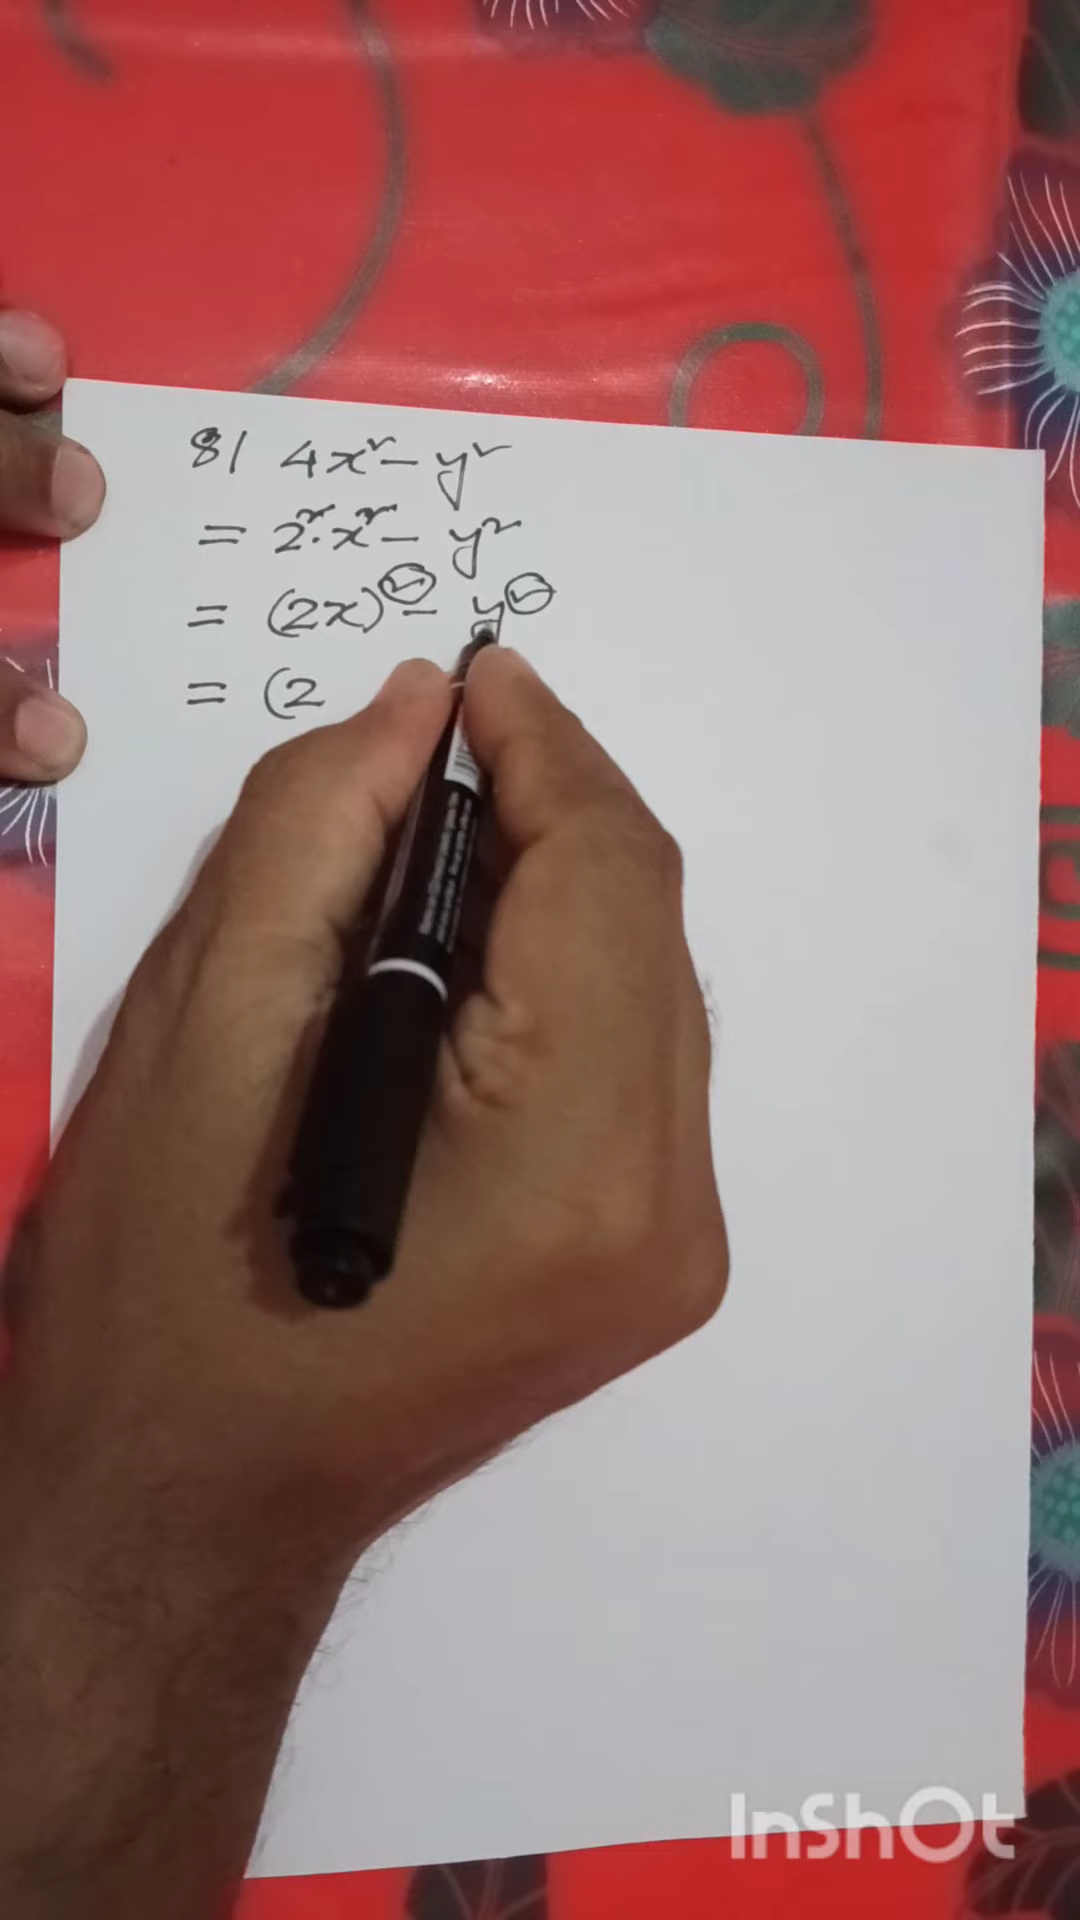 8/ 4x² - y²
= 2².x² - y²
= (2x)² - y²
= (2
InShOt